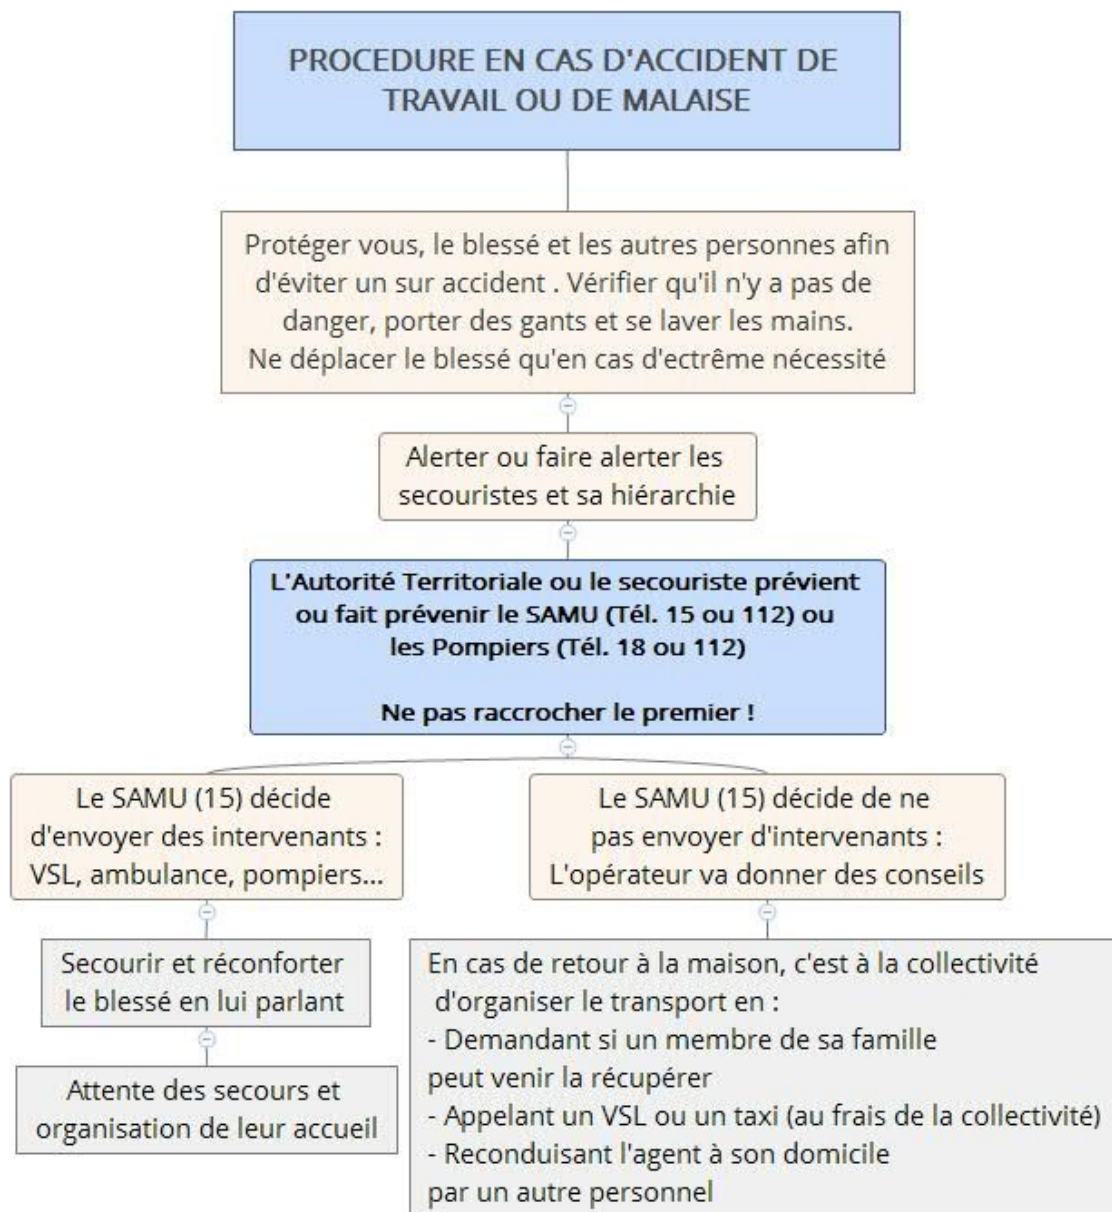 PROCEDURE EN CAS D'ACCIDENT DE
TRAVAIL OU DE MALAISE
Protéger vous, le blessé et les autres personnes afin
d'éviter un sur accident . Vérifier qu'il n'y a pas de
danger, porter des gants et se laver les mains.
Ne déplacer le blessé qu'en cas d'ectrême nécessité
Alerter ou faire alerter les
secouristes et sa hiérarchie
L'Autorité Territoriale ou le secouriste prévient
ou fait prévenir le SAMU (Tél. 15 ou 112) ou
les Pompiers (Tél. 18 ou 112)
Ne pas raccrocher le premier !
Le SAMU (15) décide
d'envoyer des intervenants :
VSL, ambulance, pompiers...
Secourir et réconforter
le blessé en lui parlant
Attente des secours et
organisation de leur accueil
Le SAMU (15) décide de ne
pas envoyer d'intervenants :
L'opérateur va donner des conseils
En cas de retour à la maison, c'est à la collectivité
d'organiser le transport en :
- Demandant si un membre de sa famille
peut venir la récupérer
- Appelant un VSL ou un taxi (au frais de la collectivité)
- Reconduisant l'agent à son domicile
par un autre personnel